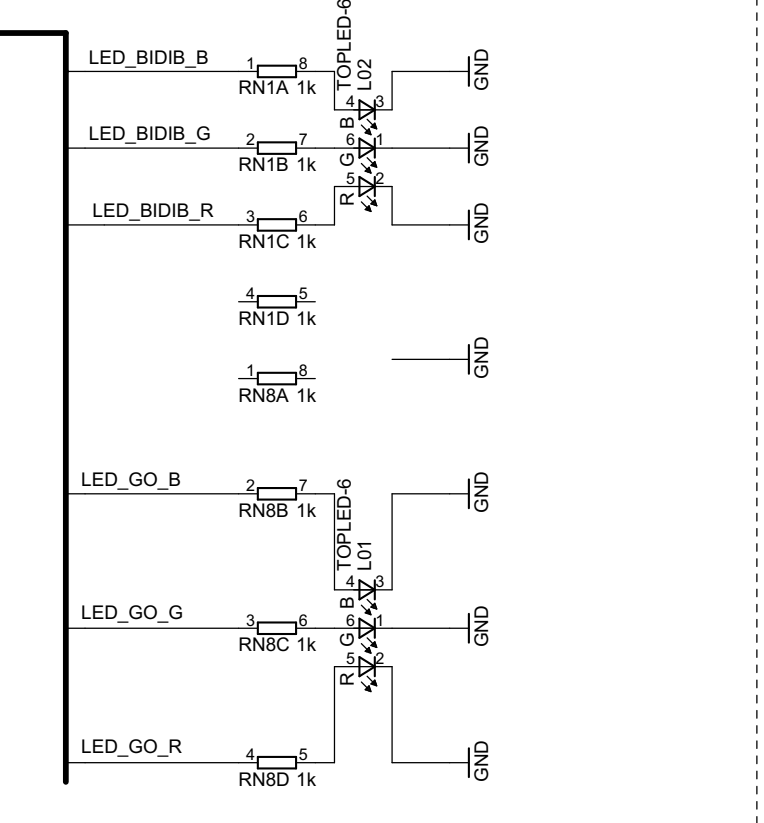 TOPLED-6
L02
LED_BIDIB_B
1 8
RN1A 1k
GND
4 3
B
LED_BIDIB_G
2 7
RN1B 1k
6 1
G
GND
5 2
R
LED_BIDIB_R
3 6
RN1C 1k
GND
4 5
RN1D 1k
GND
1 8
RN8A 1k
LED_GO_B
2 7
RN8B 1k
GND
TOPLED-6
L01
4 3
B
LED_GO_G
3 6
RN8C 1k
6 1
G
GND
5 2
R
LED_GO_R
4 5
RN8D 1k
GND